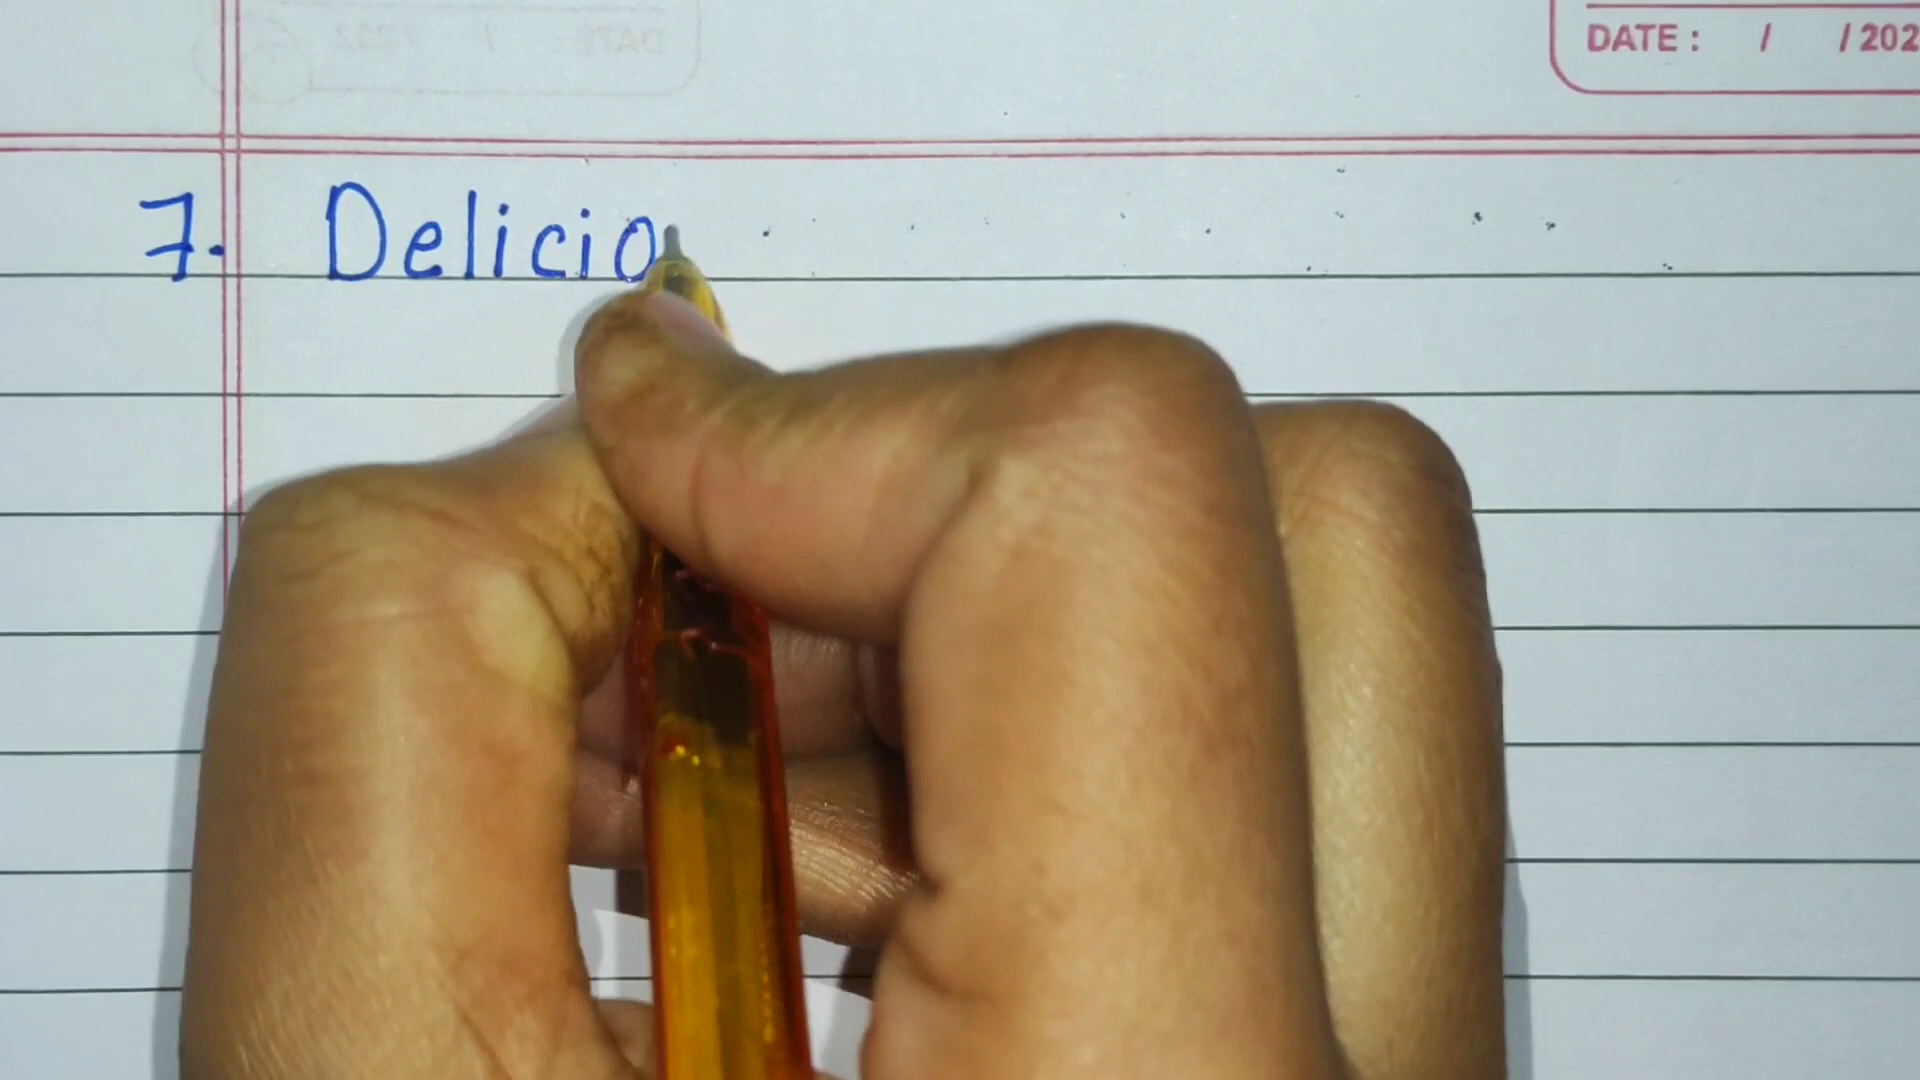 DATE : / / 202
7. Delicio